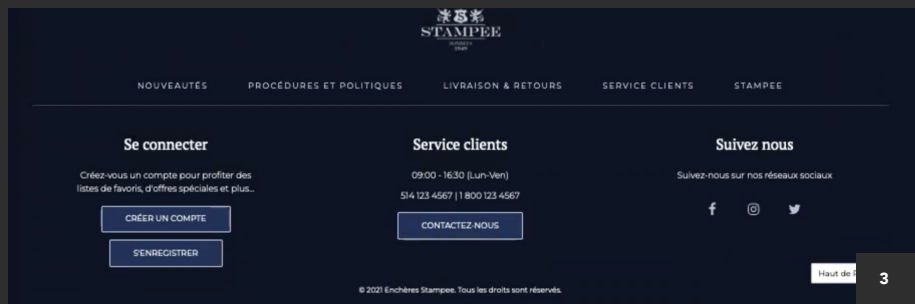 STAMPEE
NOUVEAUTÉS PROCÉDURES ET POLITIQUES LIVRAISON & RETOURS SERVICE CLIENTS STAMPEE
Se connecter
Créez-vous un compte pour profiter des
listes de favoris, d'offres spéciales et plus...
CRÉER UN COMPTE
S'ENREGISTRER
Service clients
09:00 - 16:30 (Lun-Ven)
514 123 4567 | 1 800 123 4567
CONTACTEZ-NOUS
Suivez nous
Suivez-nous sur nos réseaux sociaux
© 2021 Enchères Stampee. Tous les droits sont réservés.
Haut de
3